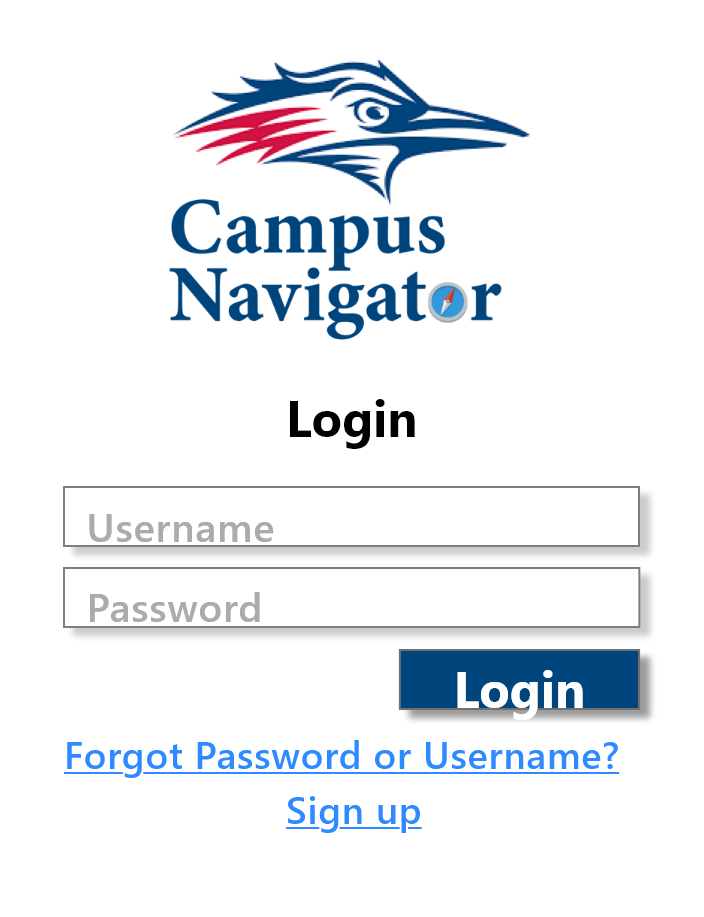 Campus
Navigator
Login
Username
Password
Login
Forgot Password or Username?
Sign up